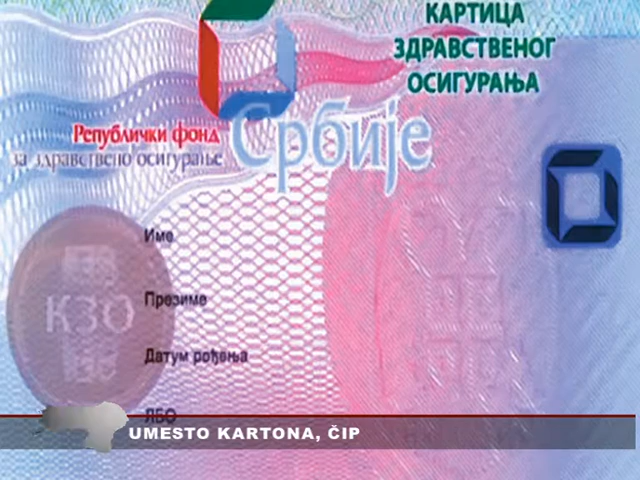 КАРТИЦА
ЗДРАВСТВЕНОГ
ОСИГУРАЊА
Републички фонд
за здравствено осигурање
Србије
Име
КЗО
Презиме
Датум рођења
ЛБО
UMESTO KARTONA, ČIP